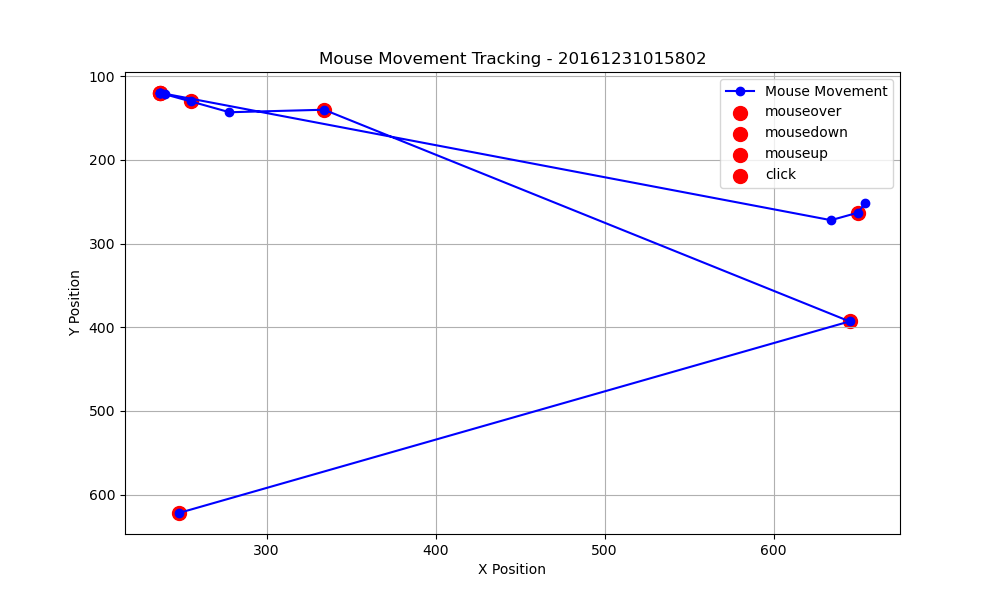 Mouse Movement Tracking - 20161231015802
Mouse Movement
mouseover
mousedown
mouseup
click
100
200
300
400
500
600
Y Position
300
400
500
600
X Position